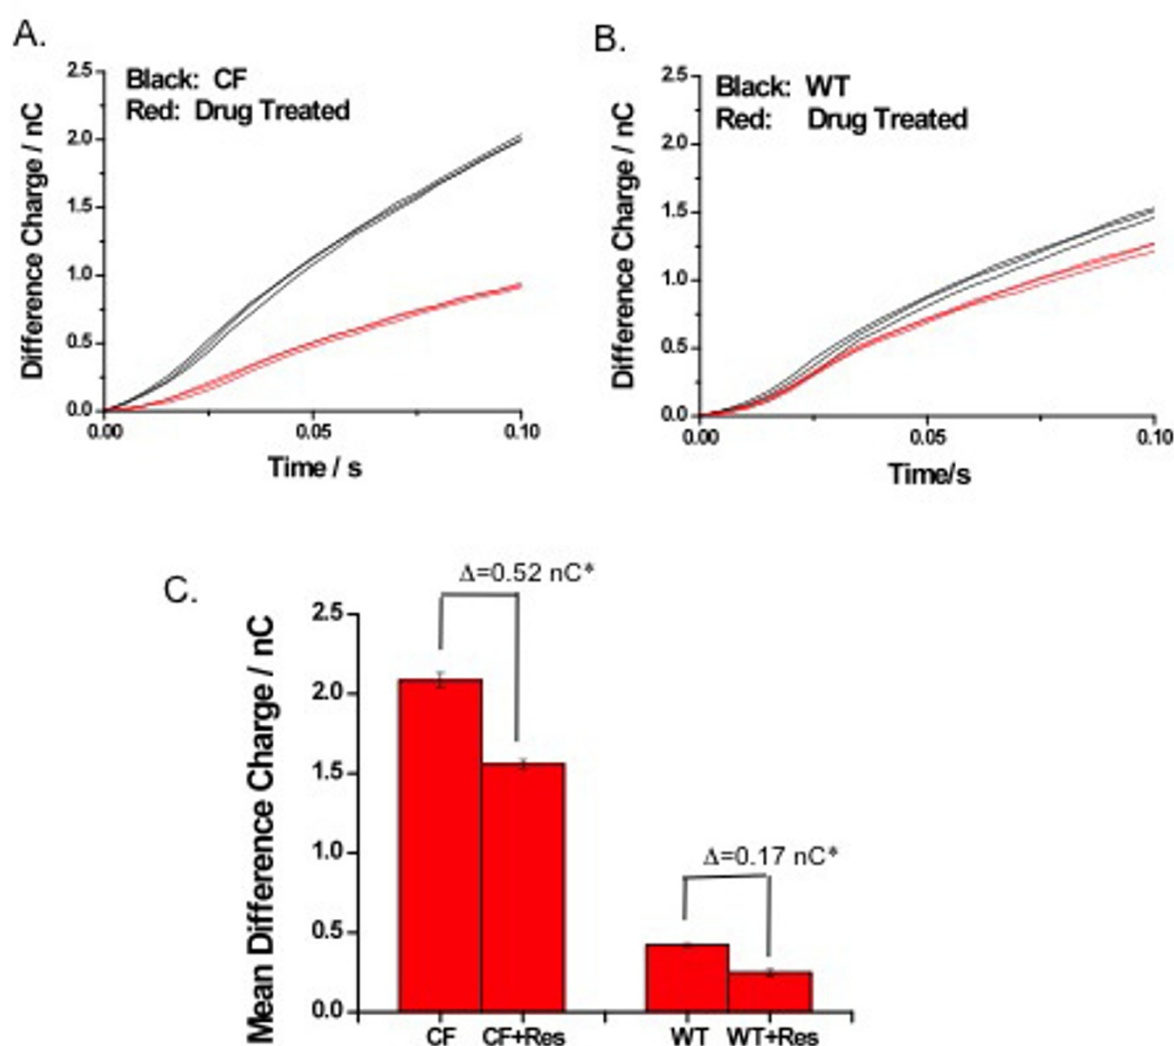 A.
Black: CF
Red: Drug Treated
Difference Charge / nC
2.5
2.0
1.5
1.0
0.5
0.0
0.00
0.05
0.10
Time / s
B.
Black: WT
Red: Drug Treated
Difference Charge / nC
2.5
2.0
1.5
1.0
0.5
0.0
0.00
0.05
0.10
Time/s
C.
Δ=0.52 nC*
Δ=0.17 nC*
Mean Difference Charge / nC
2.5
2.0
1.5
1.0
0.5
0.0
CF
CF+Res
WT
WT+Res